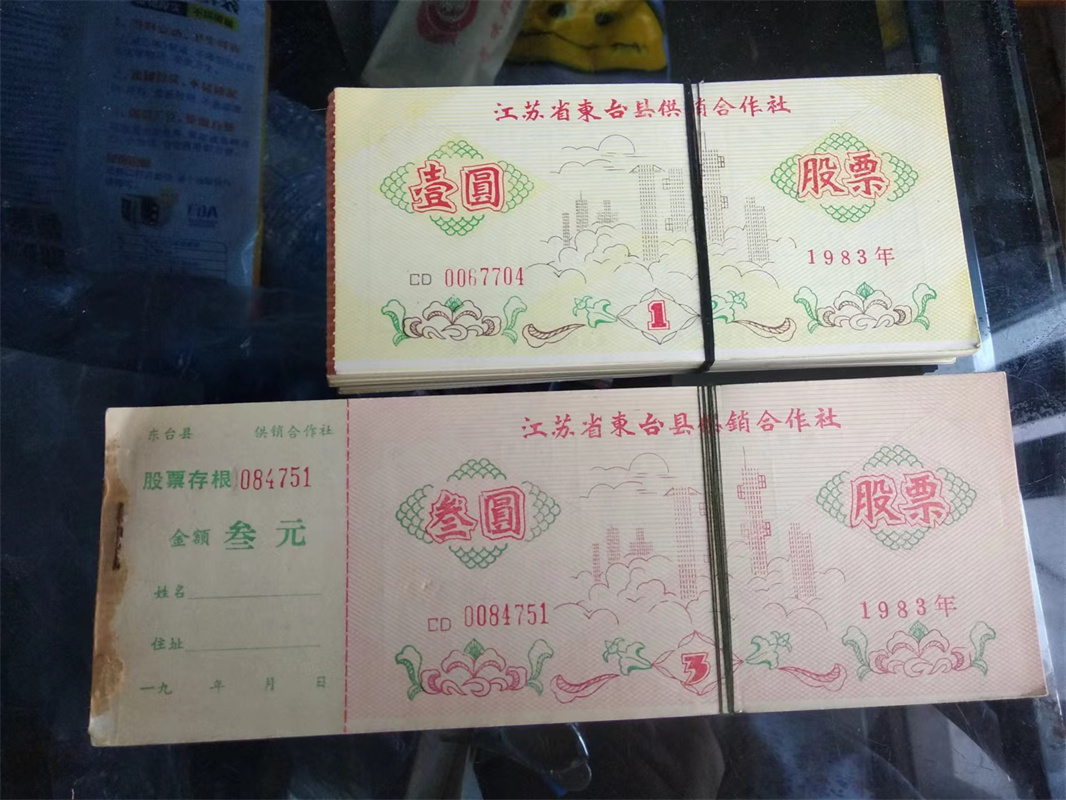 江苏省東台县供销合作社
壹圓
股票
1983年
CD 0067704
1
东台县 供销合作社
股票存根 084751
金额 叁元
姓名
住址
一九 年 月 日
江苏省東台县供銷合作社
叁圓
股票
CD 0084751
1983年
3